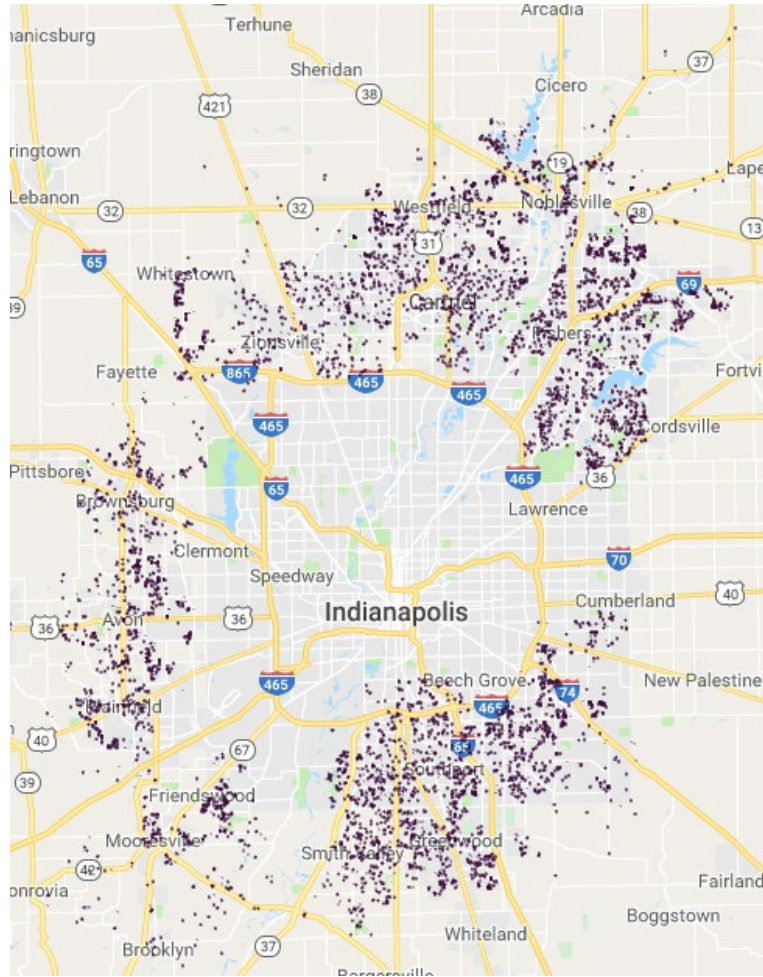 Arcadia
Terhune
anicsburg
Sheridan
37
38
Cicero
421
ringtown
19
Lape
Lebanon
32
32
Westfield
Noblesville
38
31
13
65
Whitestown
69
39
Carmel
Zionsville
Fishers
Fayette
865
465
465
Fortvi
465
McCordsville
Pittsboro
465
36
65
Brownsburg
Lawrence
Clermont
70
Speedway
Indianapolis
Cumberland
40
36
Avon
36
465
Beech Grove
74
New Palestine
465
Plainfield
40
67
65
Southport
39
Friendswood
Mooresville
Smith Valley
Greenwood
42
onrovia
Fairland
Boggstown
Whiteland
Brooklyn
37
Bargersville